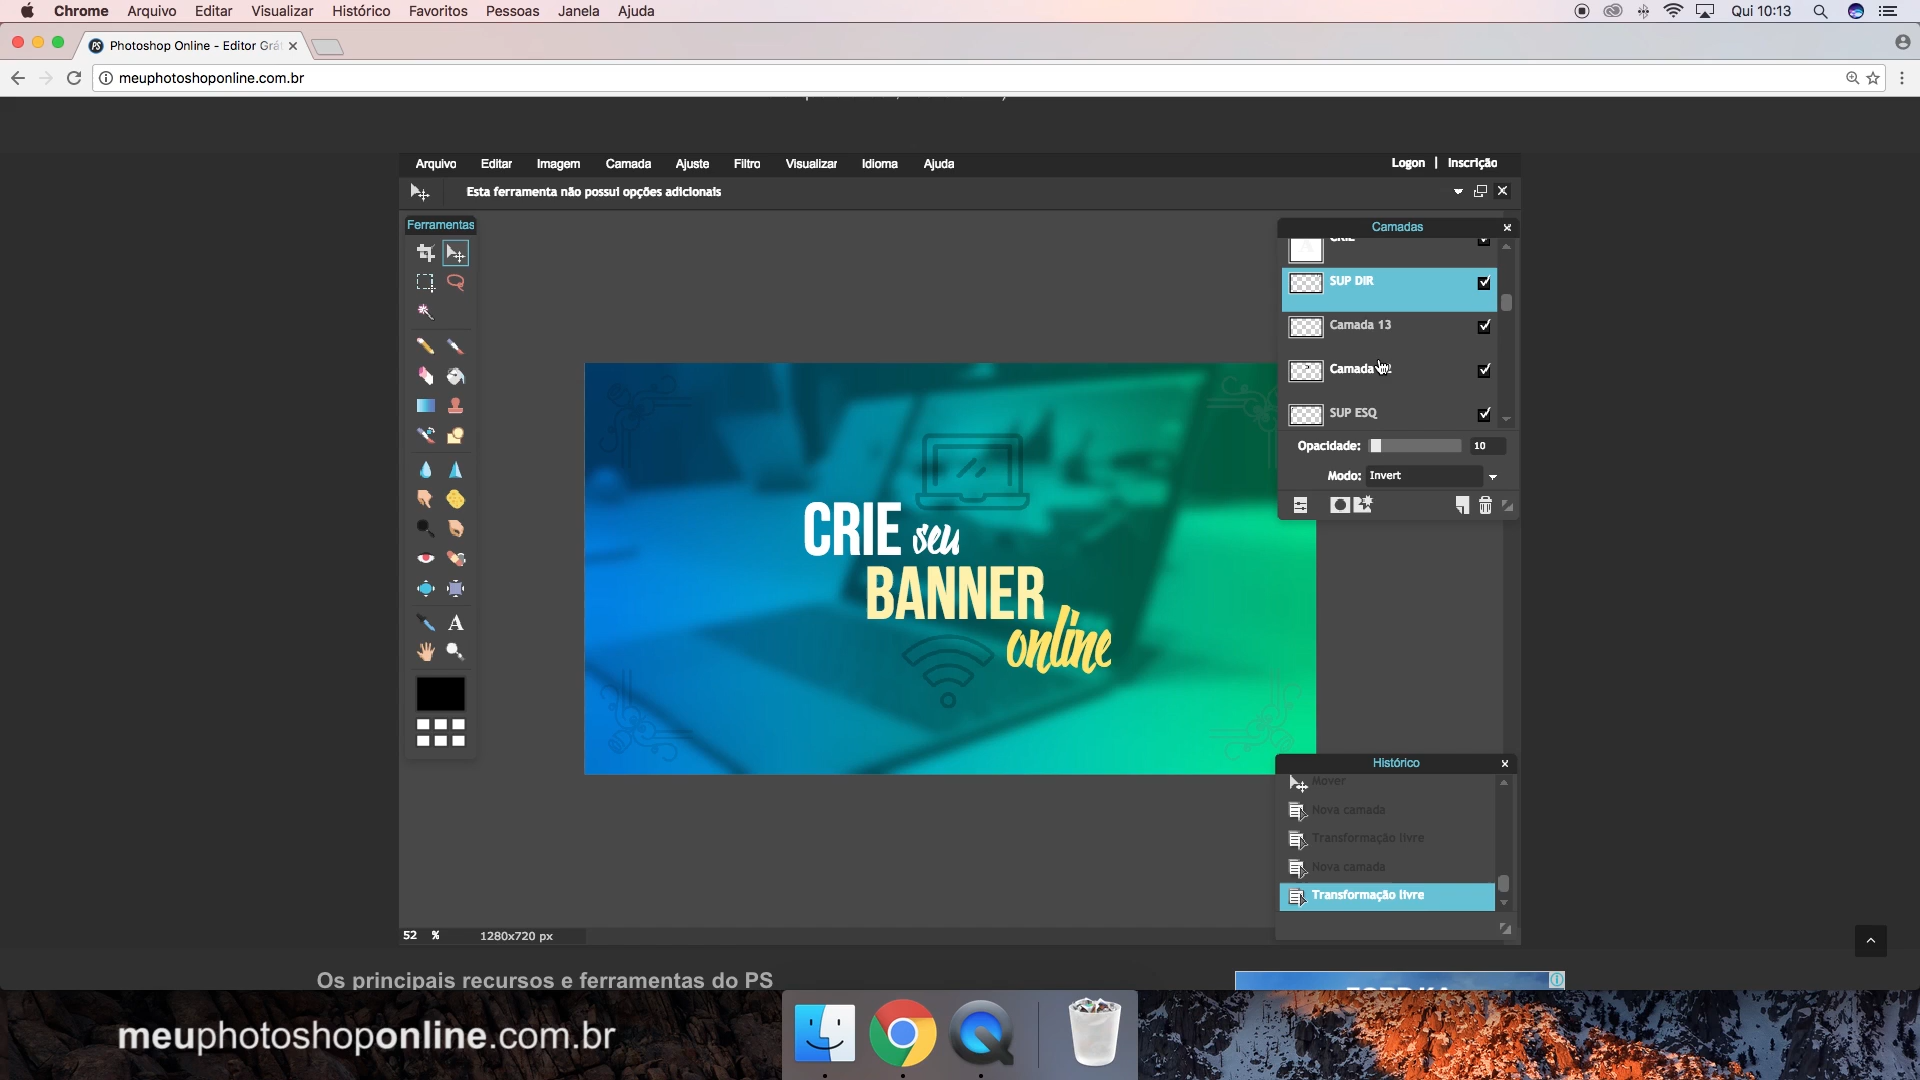 Chrome Arquivo Editar Visualizar Histórico Favoritos Pessoas Janela Ajuda Qui 10:13
Photoshop Online - Editor Grá
meuphotoshoponline.com.br
Arquivo Editar Imagem Camada Ajuste Filtro Visualizar Idioma Ajuda Logon | Inscrição
Esta ferramenta não possui opções adicionais
Ferramentas
Camadas
CRIE
SUP DIR
Camada 13
Camada
SUP ESQ
Opacidade: 10
Modo: Invert
CRIE seu
BANNER
online
Histórico
Mover
Nova camada
Transformação livre
Nova camada
Transformação livre
52 % 1280x720 px
Os principais recursos e ferramentas do PS
meuphotoshoponline.com.br